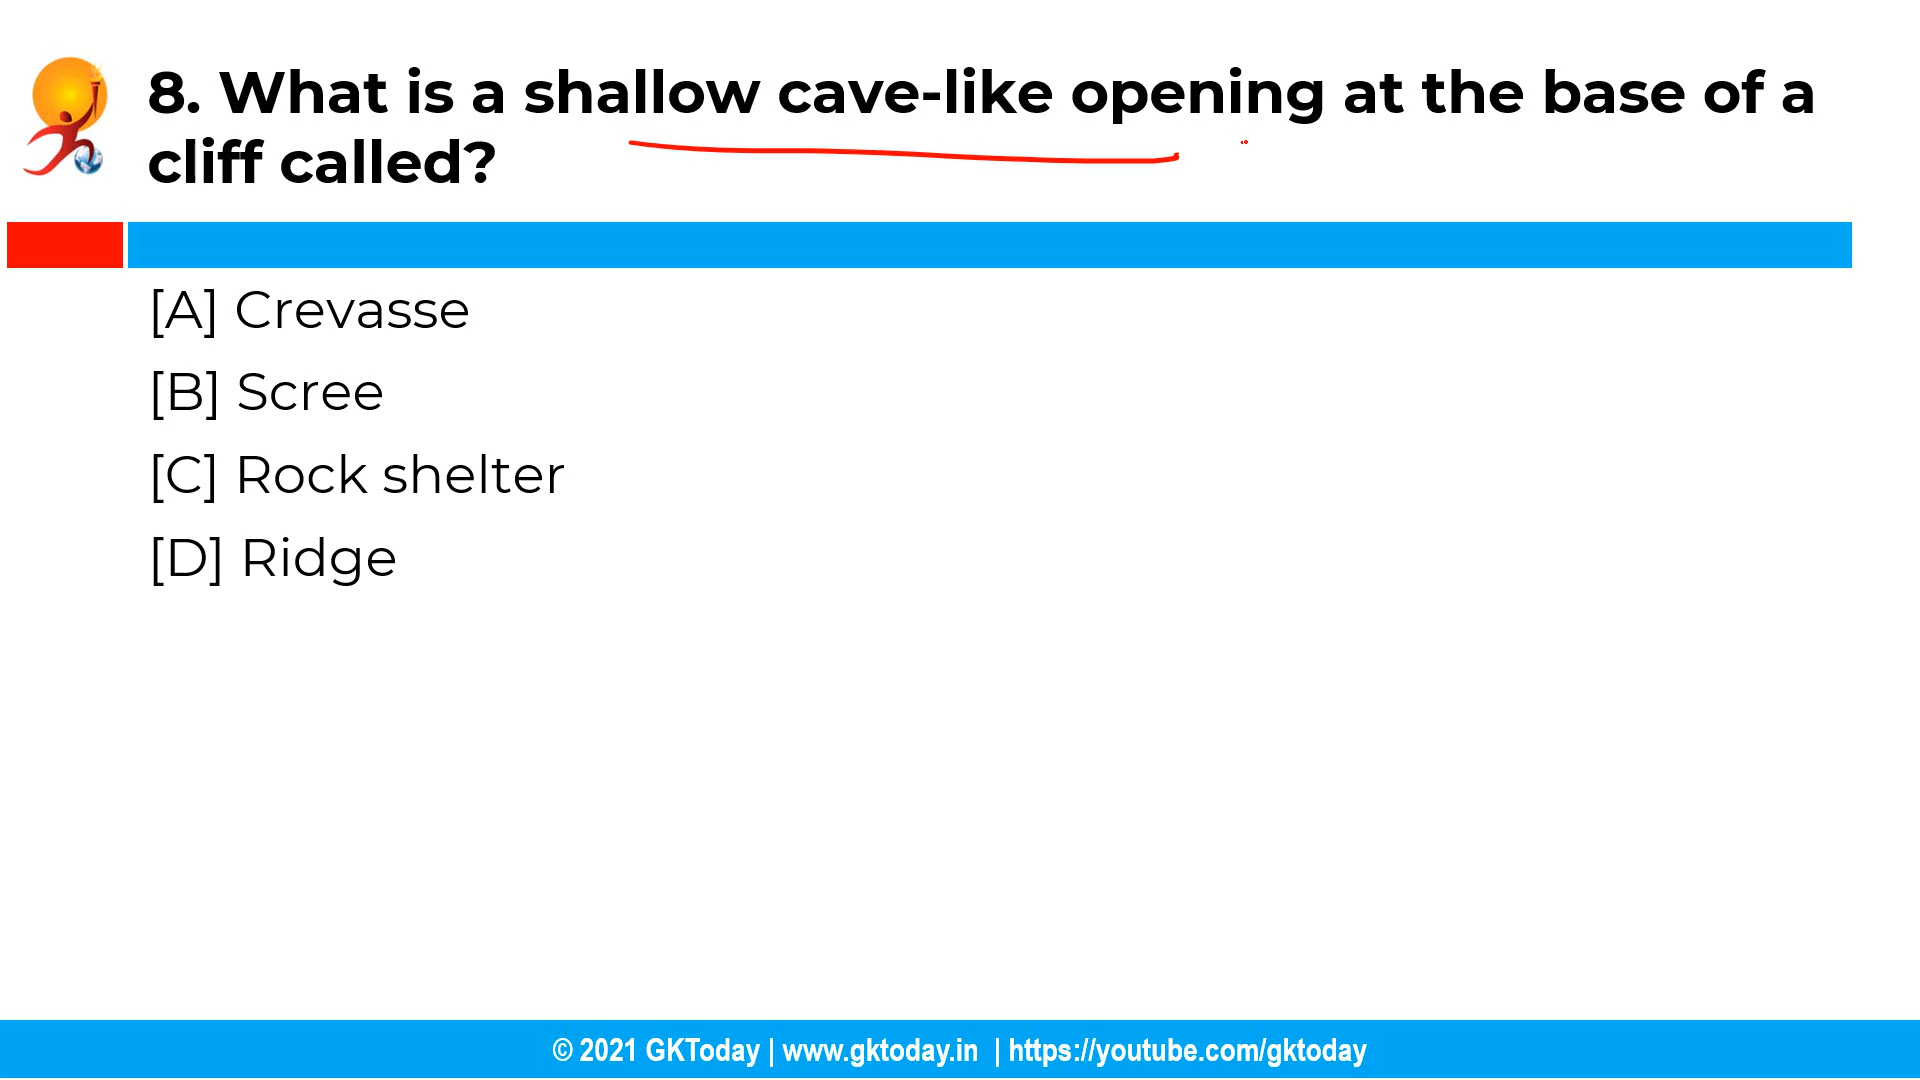 8. What is a shallow cave-like opening at the base of a
cliff called?
[A] Crevasse
[B] Scree
[C] Rock shelter
[D] Ridge
© 2021 GKToday | www.gktoday.in | https://youtube.com/gktoday